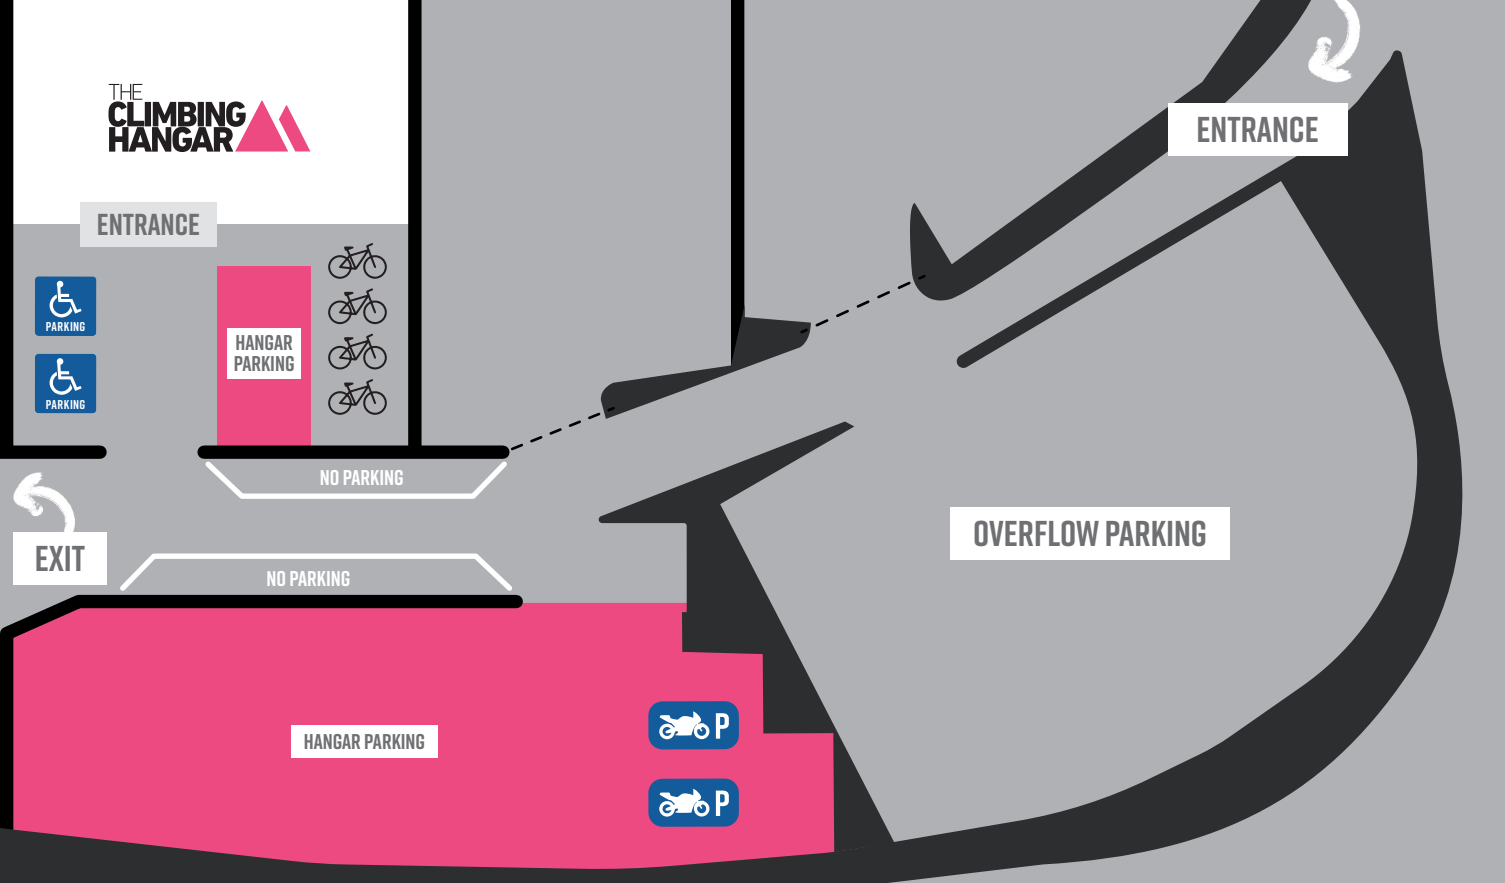 THE
CLIMBING
HANGAR
ENTRANCE
ENTRANCE
PARKING
PARKING
HANGAR
PARKING
NO PARKING
EXIT
NO PARKING
OVERFLOW PARKING
HANGAR PARKING
P
P